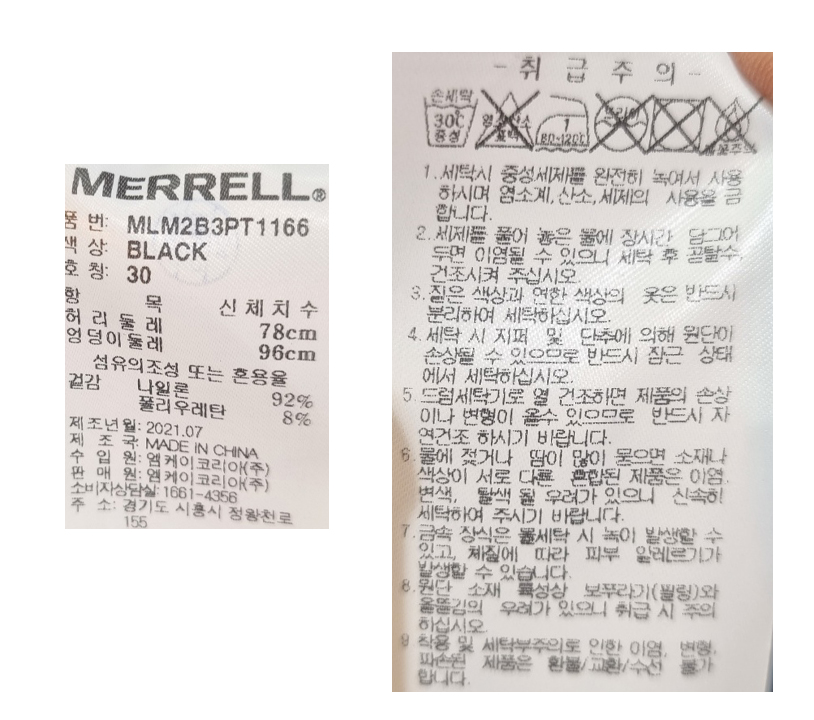 MERRELL®
품 번: MLM2B3PT1166
색 상: BLACK
호 칭: 30
항 목 신체치수
허리둘레 78cm
엉덩이둘레 96cm
섬유의조성 또는 혼용율
겉감 나일론 92%
폴리우레탄 8%
제조년월: 2021.07
제 조 국: MADE IN CHINA
수 입 원: 엠케이코리아(주)
판 매 원: 엠케이코리아(주)
소비자상담실: 1661-4356
주 소: 경기도 시흥시 정왕천로
155
- 취 급 주 의 -
손세탁
30℃
중성
염소,산소
표백
1
80~120℃
드라이
1. 세탁시 중성세제를 완전히 녹여서 사용
하시며 염소계,산소,세제의 사용을 금
합니다.
2. 세제를 풀어 놓은 물에 장시간 담그어
두면 이염될 수 있으니 세탁 후 곧탈수,
건조시켜 주십시오.
3. 짙은 색상과 연한 색상의 옷은 반드시
분리하여 세탁하십시오.
4. 세탁 시 지퍼 및 단추에 의해 원단이
손상될 수 있으므로 반드시 잠근 상태
에서 세탁하십시오.
5. 드럼세탁기로 열 건조하면 제품의 손상
이나 변형이 올수 있으므로 반드시 자
연건조 하시기 바랍니다.
6. 물에 젖거나 땀이 많이 묻으면 소재나
색상이 서로 다른 혼합된 제품은 이염.
변색, 탈색 될 우려가 있으니 신속히
세탁하여 주시기 바랍니다.
7. 금속 장식은 물세탁 시 녹이 발생할 수
있고, 체질에 따라 피부 알레르기가
발생할 수 있습니다.
8. 원단 소재 특성상 보푸라기(필링)와
올뜯김의 우려가 있으니 취급 시 주의
하십시오.
9 착용 및 세탁부주의로 인한 이염, 변형,
파손된 제품은 환불/교환/수선 불가
합니다.